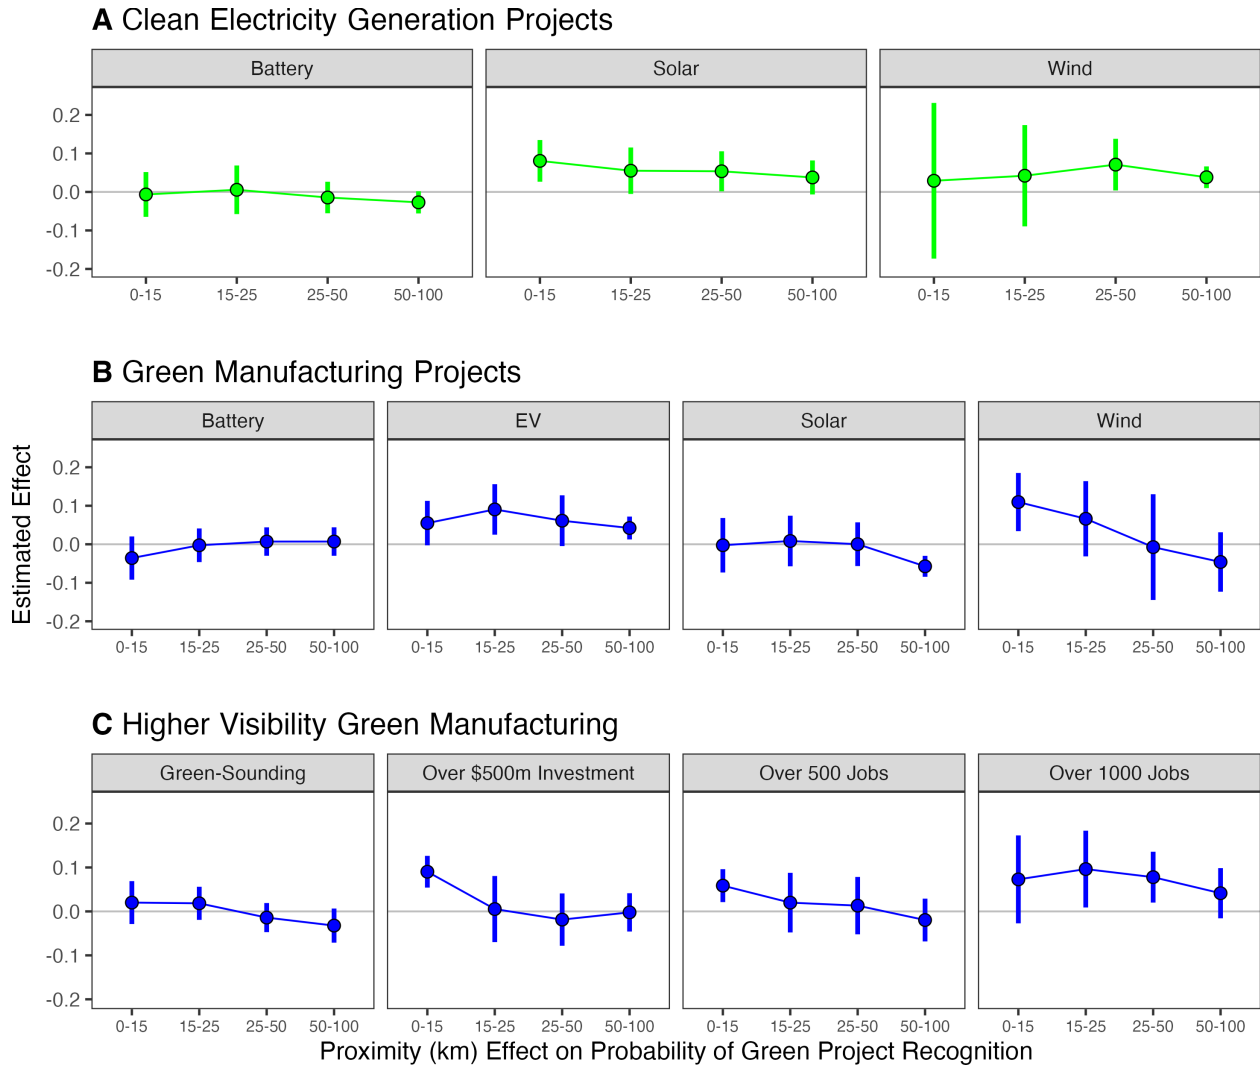 A Clean Electricity Generation Projects
Battery Solar Wind
0.2
0.1
0.0
-0.1
-0.2
0-15 15-25 25-50 50-100 0-15 15-25 25-50 50-100 0-15 15-25 25-50 50-100
B Green Manufacturing Projects
Battery EV Solar Wind
Estimated Effect
0.2
0.1
0.0
-0.1
-0.2
0-15 15-25 25-50 50-100 0-15 15-25 25-50 50-100 0-15 15-25 25-50 50-100 0-15 15-25 25-50 50-100
C Higher Visibility Green Manufacturing
Green-Sounding Over $500m Investment Over 500 Jobs Over 1000 Jobs
0.2
0.1
0.0
-0.1
-0.2
0-15 15-25 25-50 50-100 0-15 15-25 25-50 50-100 0-15 15-25 25-50 50-100 0-15 15-25 25-50 50-100
Proximity (km) Effect on Probability of Green Project Recognition